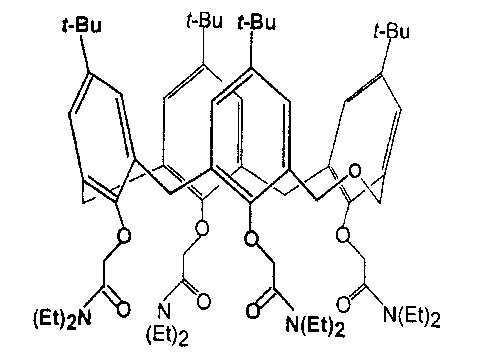 t-Bu t-Bu t-Bu t-Bu
O
O O O O
(Et)₂N O N O O N(Et)₂ O N(Et)₂
(Et)₂